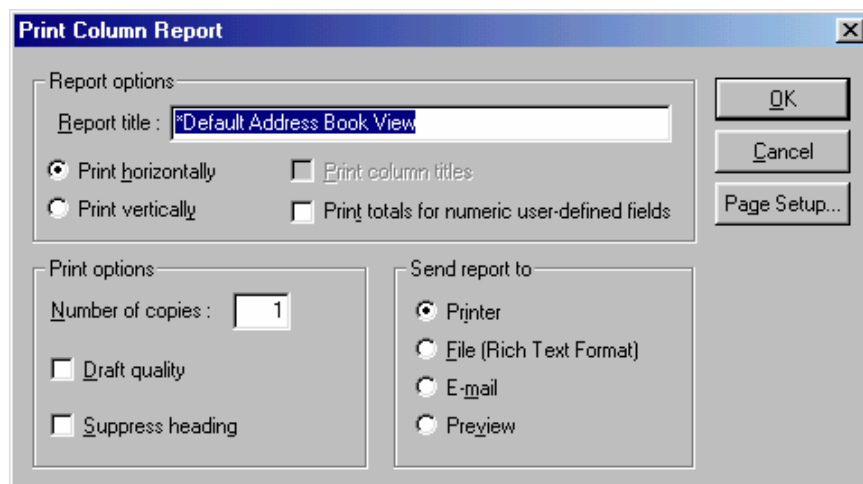 Print Column Report
Report options
Report title : *Default Address Book View
Print horizontally
Print column titles
Print vertically
Print totals for numeric user-defined fields
OK
Cancel
Page Setup...
Print options
Number of copies : 1
Draft quality
Suppress heading
Send report to
Printer
File (Rich Text Format)
E-mail
Preview